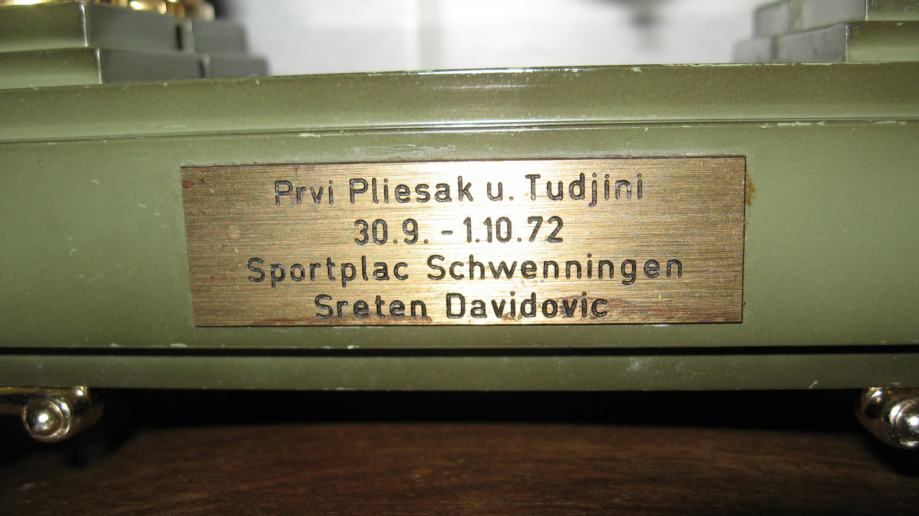 Prvi Pliesak u. Tudjini
30.9. - 1.10.72
Sportplac Schwenningen
Sreten Davidovic